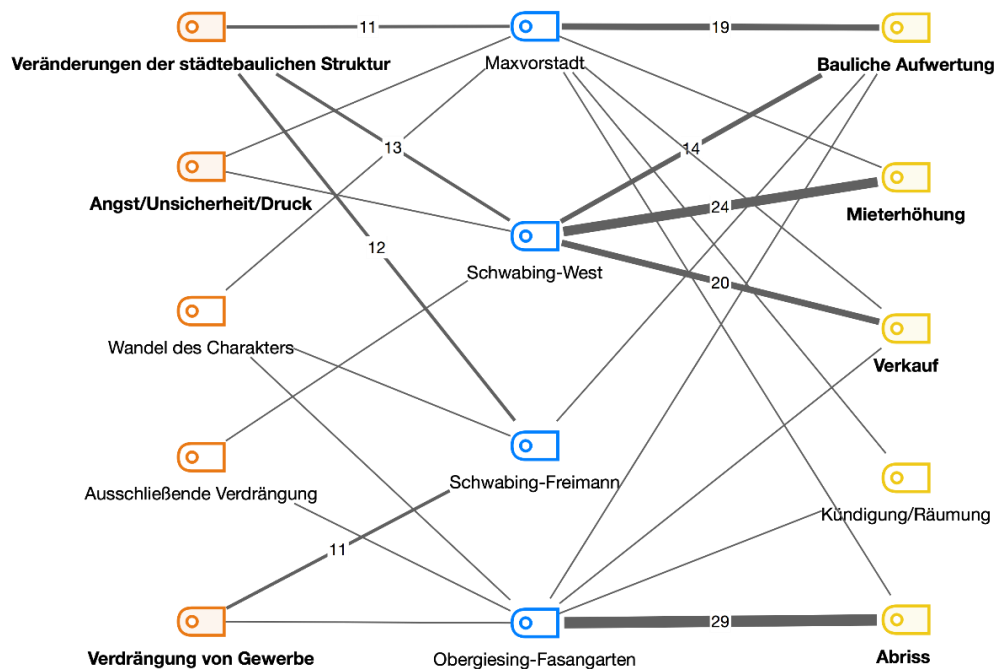 11
19
Veränderungen der städtebaulichen Struktur
Maxvorstadt
Bauliche Aufwertung
13
14
Angst/Unsicherheit/Druck
24
Mieterhöhung
12
Schwabing-West
20
Wandel des Charakters
Verkauf
Ausschließende Verdrängung
Schwabing-Freimann
Kündigung/Räumung
11
29
Verdrängung von Gewerbe
Obergiesing-Fasangarten
Abriss